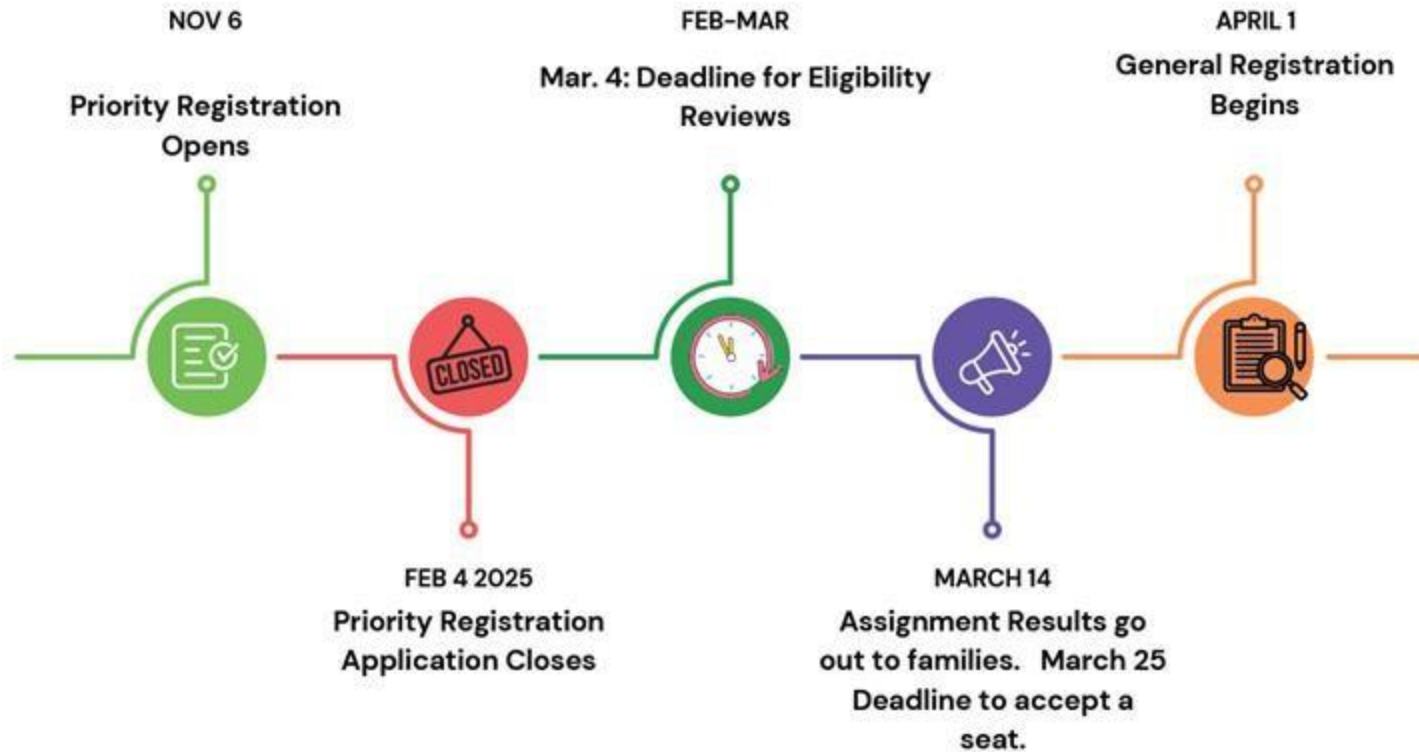 NOV 6
Priority Registration
Opens
CLOSED
FEB 4 2025
Priority Registration
Application Closes
FEB-MAR
Mar. 4: Deadline for Eligibility
Reviews
MARCH 14
Assignment Results go
out to families. March 25
Deadline to accept a
seat.
APRIL 1
General Registration
Begins